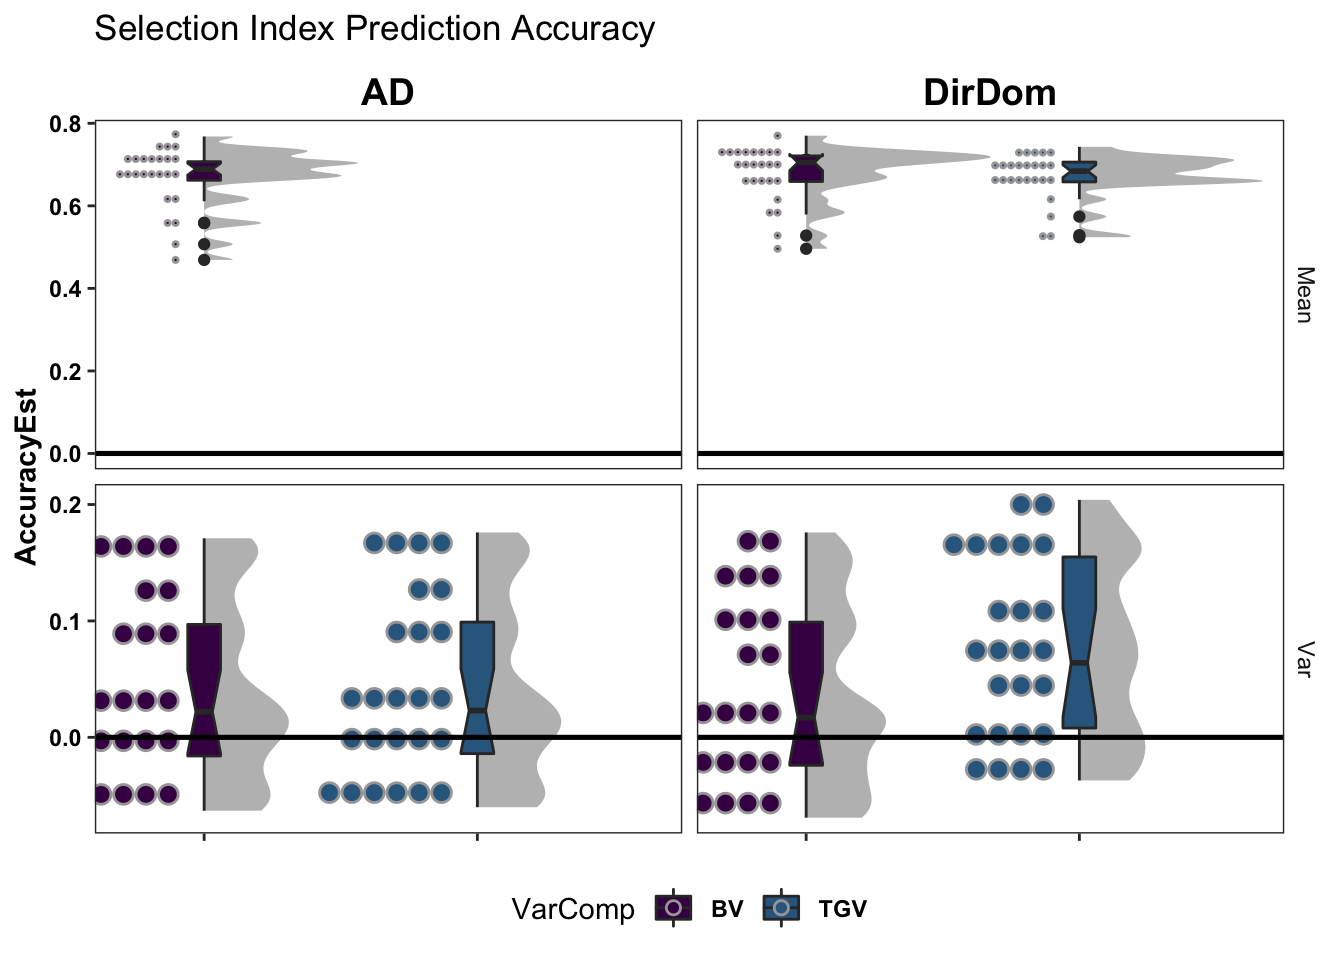 Selection Index Prediction Accuracy
AD
DirDom
AccuracyEst
0.8
0.6
0.4
0.2
0.0
Mean
0.2
0.1
0.0
Var
VarComp BV TGV